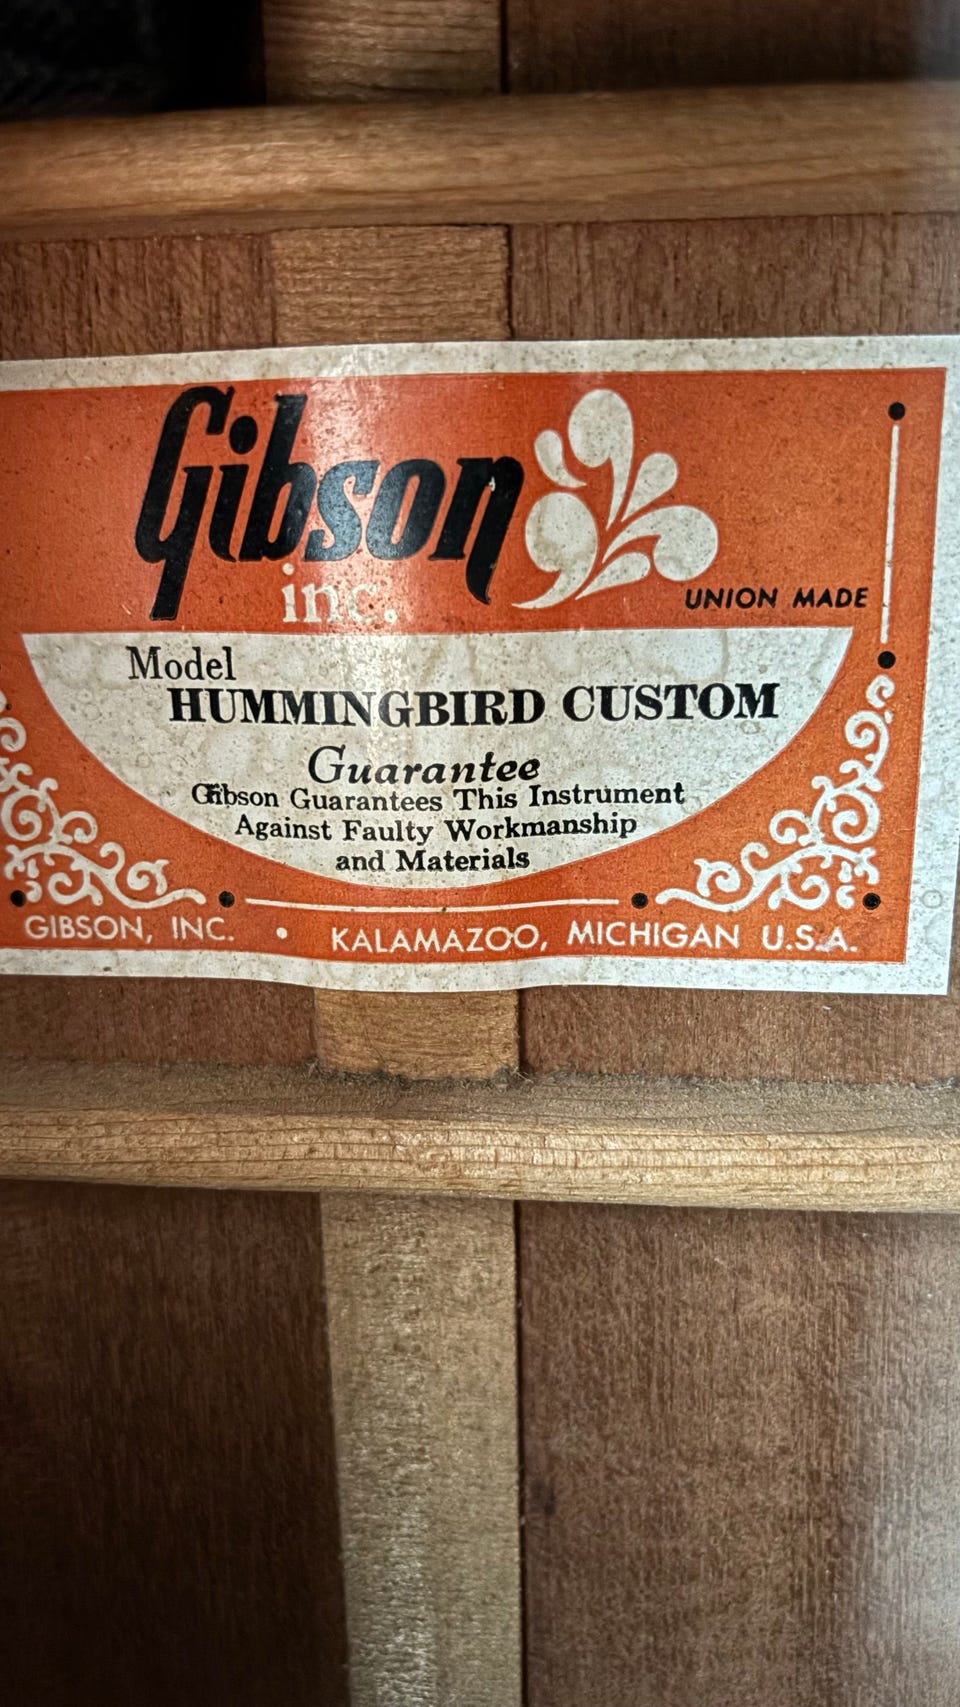 Gibson
inc.
UNION MADE
Model
HUMMINGBIRD CUSTOM
Guarantee
Gibson Guarantees This Instrument
Against Faulty Workmanship
and Materials
GIBSON, INC. • KALAMAZOO, MICHIGAN U.S.A.